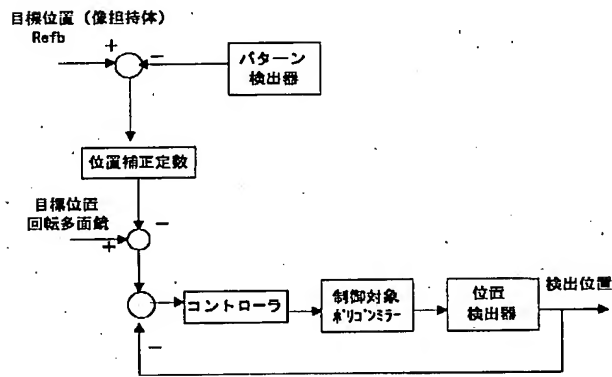 目標位置（像担持体）
Refb
+
−
パターン
検出器
位置補正定数
目標位置
回転多面鏡
−
+
コントローラ
制御対象
ﾎﾟﾘｺﾞﾝミラー
位置
検出器
検出位置
−